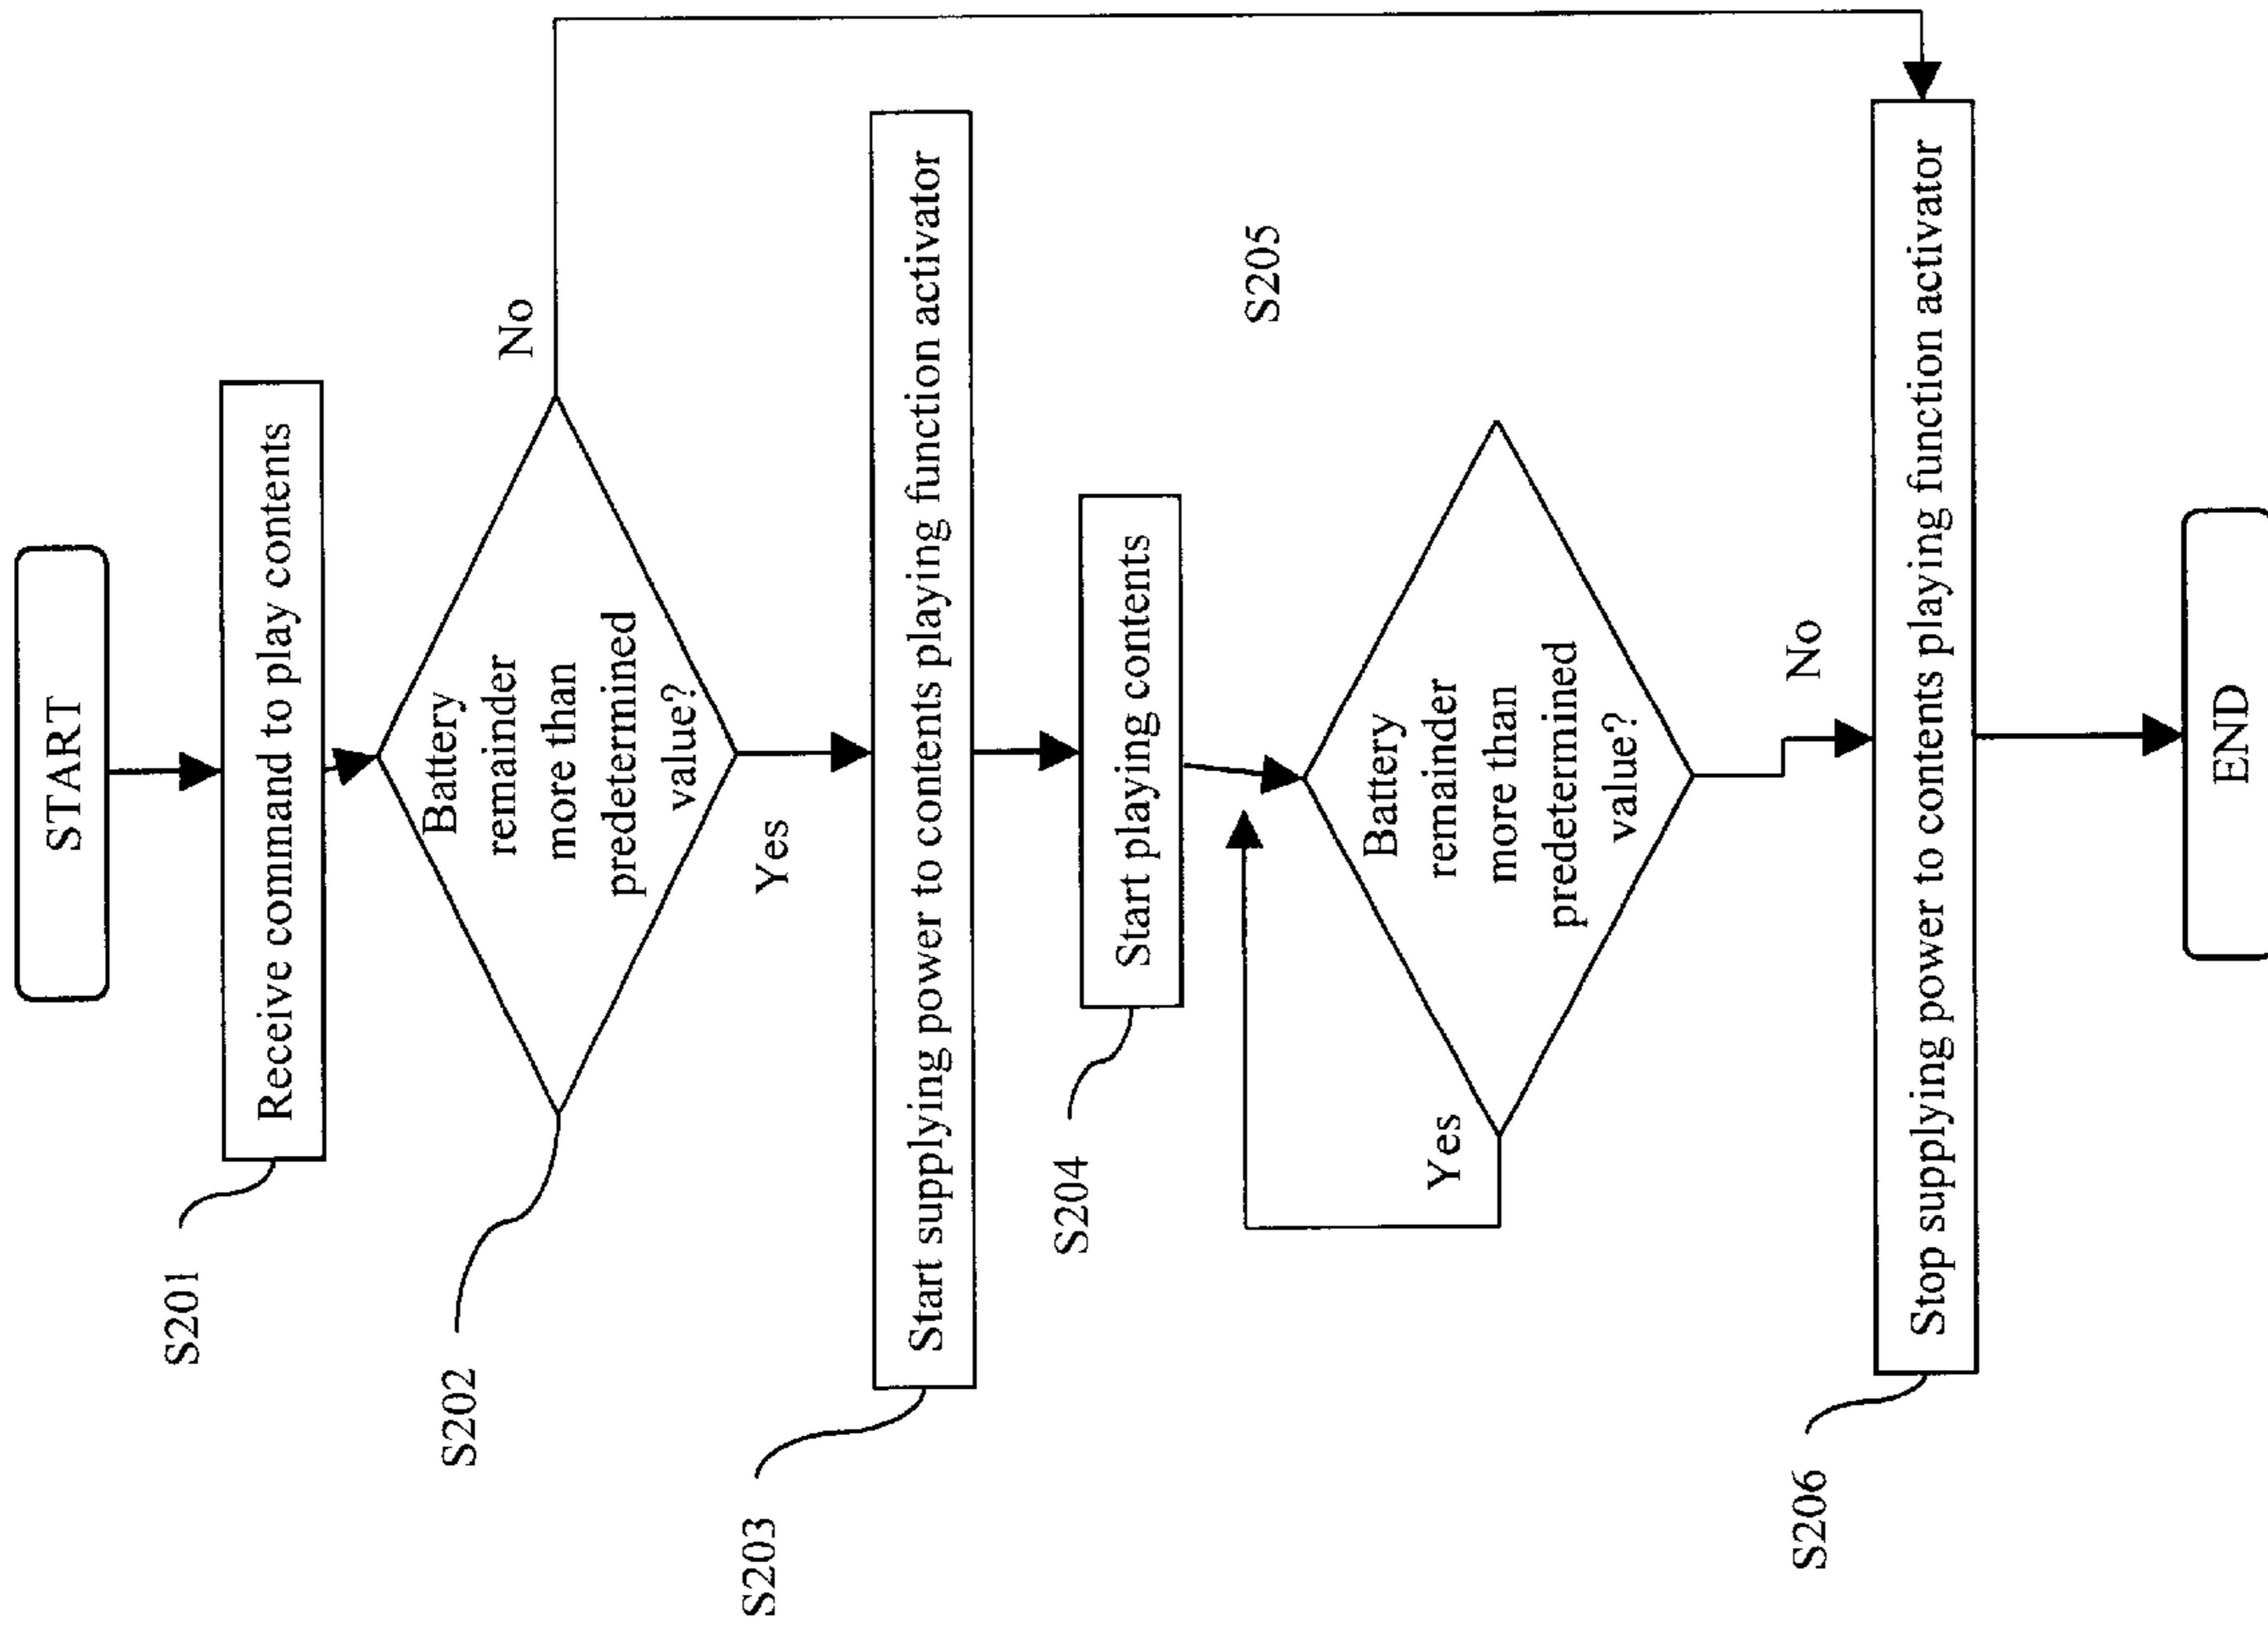 START
S201
Receive command to play contents
S202
Battery
remainder
more than
predetermined
value?
No
Yes
S203
Start supplying power to contents playing function activator
S204
Start playing contents
S205
Battery
remainder
more than
predetermined
value?
Yes
No
S206
Stop supplying power to contents playing function activator
END